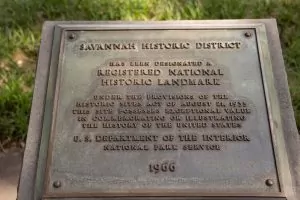 SAVANNAH HISTORIC DISTRICT
HAS BEEN DESIGNATED A
REGISTERED NATIONAL
HISTORIC LANDMARK
UNDER THE PROVISIONS OF THE
HISTORIC SITES ACT OF AUGUST 21, 1935
THIS SITE POSSESSES EXCEPTIONAL VALUE
IN COMMEMORATING OR ILLUSTRATING
THE HISTORY OF THE UNITED STATES
U. S. DEPARTMENT OF THE INTERIOR
NATIONAL PARK SERVICE
1966